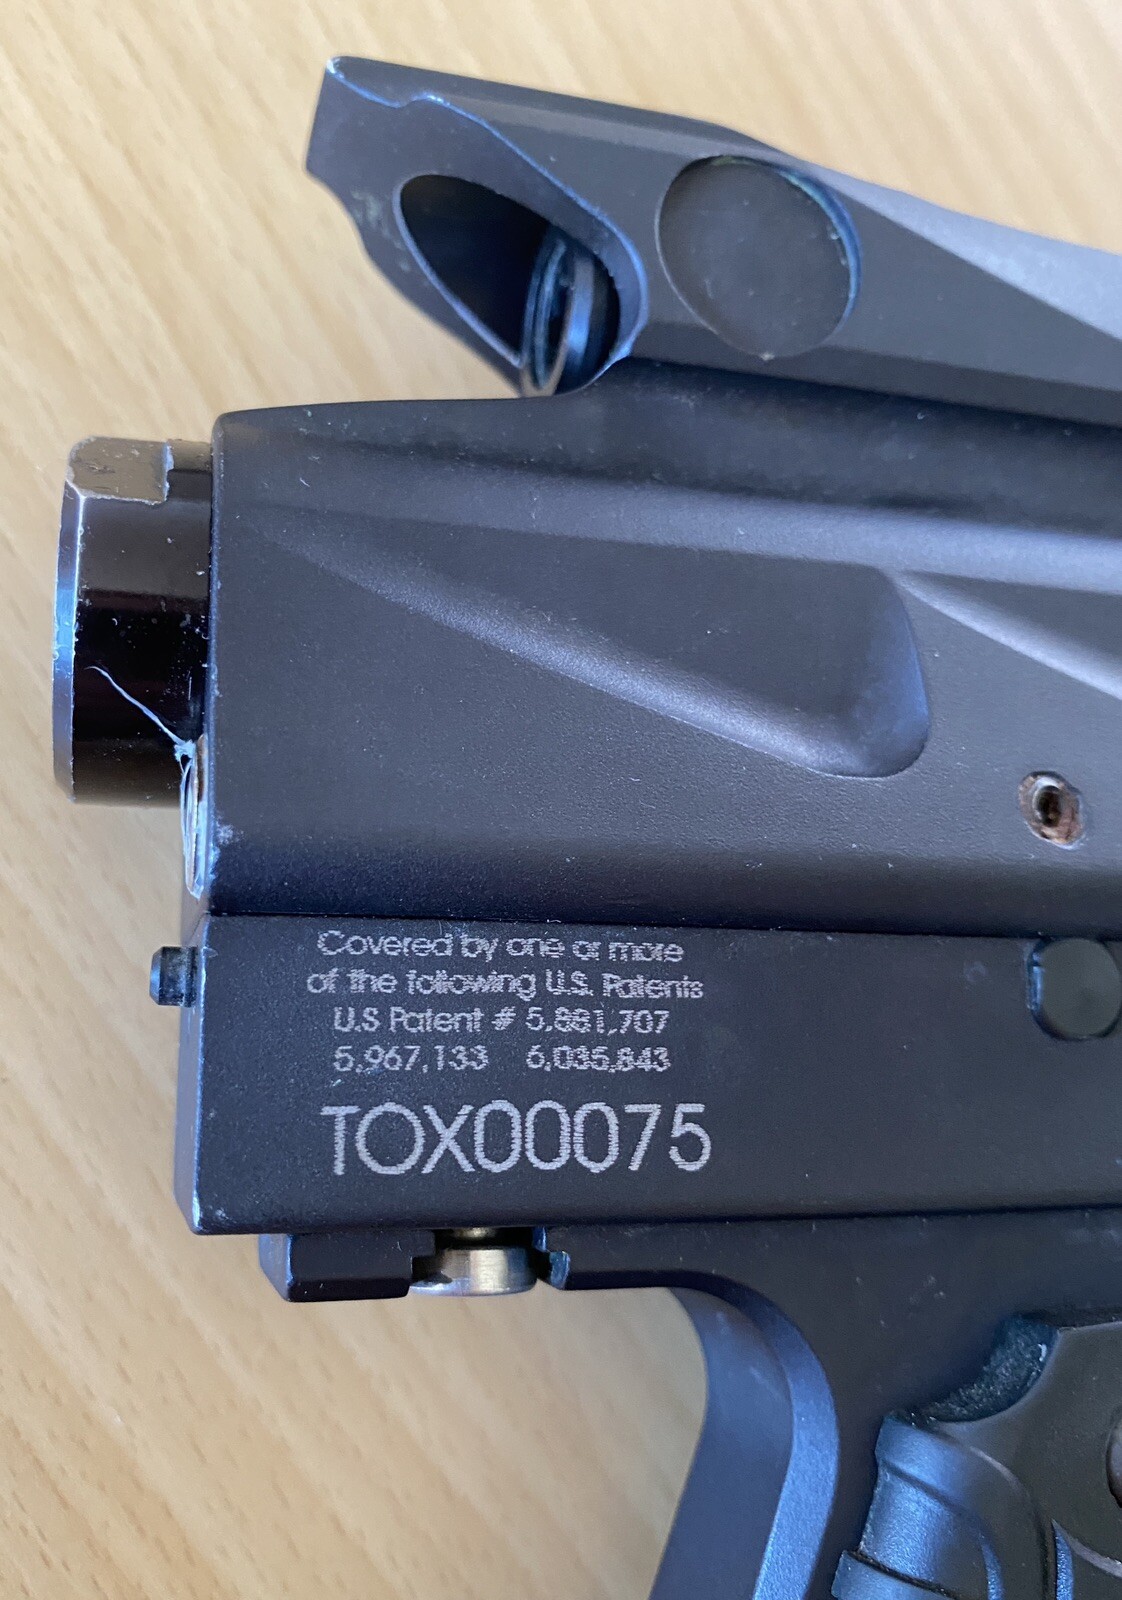 Covered by one or more
of the following U.S. Patents
U.S Patent # 5,881,707
5,967,133 6,035,843
TOX00075